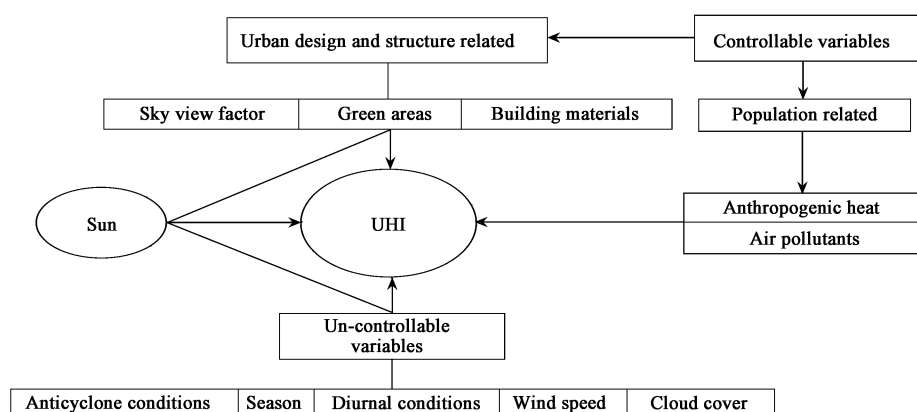 Urban design and structure related
Controllable variables
Sky view factor
Green areas
Building materials
Population related
Sun
UHI
Anthropogenic heat
Air pollutants
Un-controllable
variables
Anticyclone conditions
Season
Diurnal conditions
Wind speed
Cloud cover